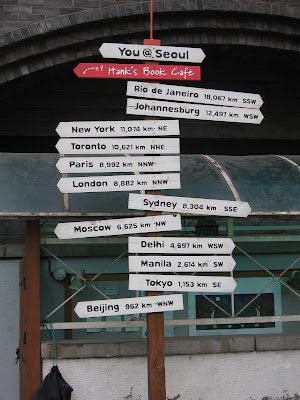 You @ Seoul
Hank's Book Café
Rio de Janeiro 18,067 km SSW
Johannesburg 12,497 km WSW
New York 11,074 km NE
Toronto 10,621 km NNE
Paris 8,992 km NNW
London 8,882 km NNW
Sydney 8,304 km SSE
Moscow 6,625 km NW
Delhi 4,697 km WSW
Manila 2,614 km SW
Tokyo 1,153 km SE
Beijing 962 km WNW